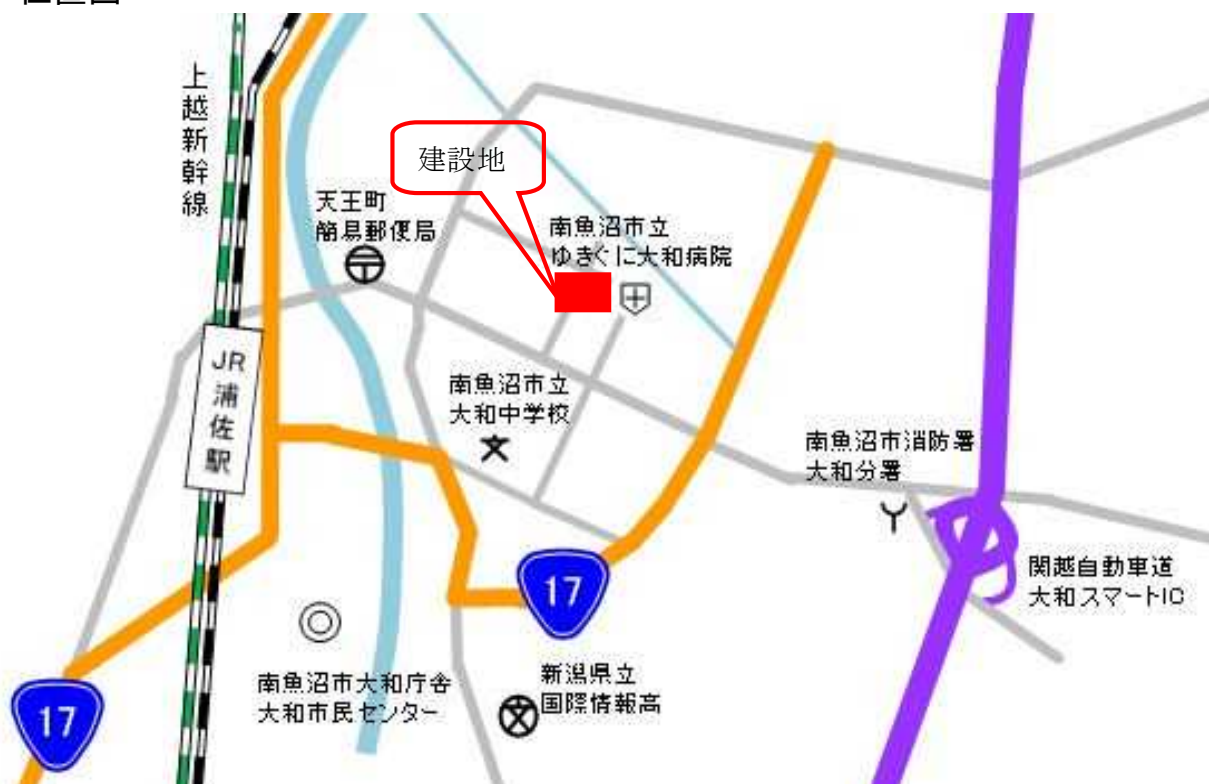 上越新幹線
建設地
天王町
簡易郵便局
南魚沼市立
ゆきぐに大和病院
JR浦佐駅
南魚沼市立
大和中学校
南魚沼市消防署
大和分署
関越自動車道
大和スマートIC
17
南魚沼市大和庁舎
大和市民センター
新潟県立
国際情報高
17